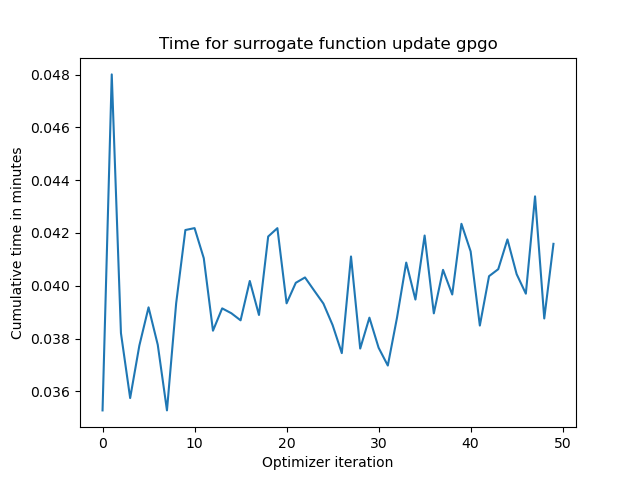 Time for surrogate function update gpgo
Cumulative time in minutes
0.048
0.046
0.044
0.042
0.040
0.038
0.036
0 10 20 30 40 50
Optimizer iteration